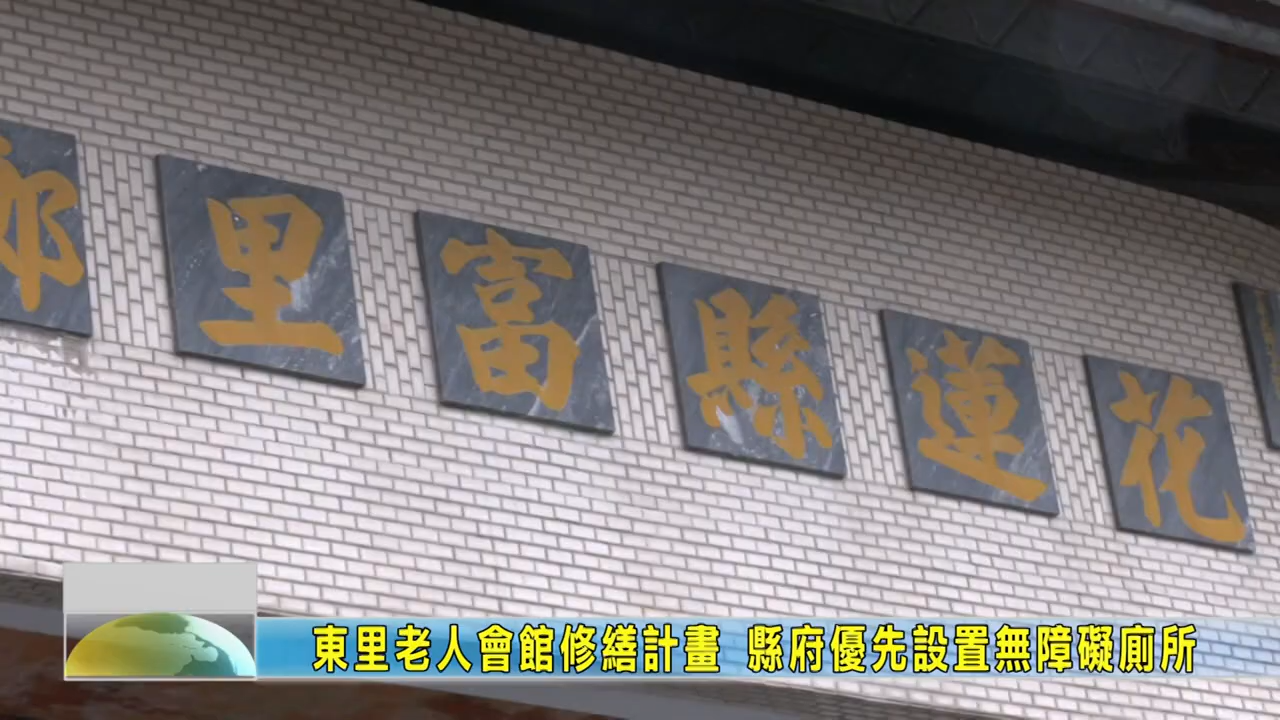 花蓮縣富里鄉
東里老人會館修繕計畫 縣府優先設置無障礙廁所